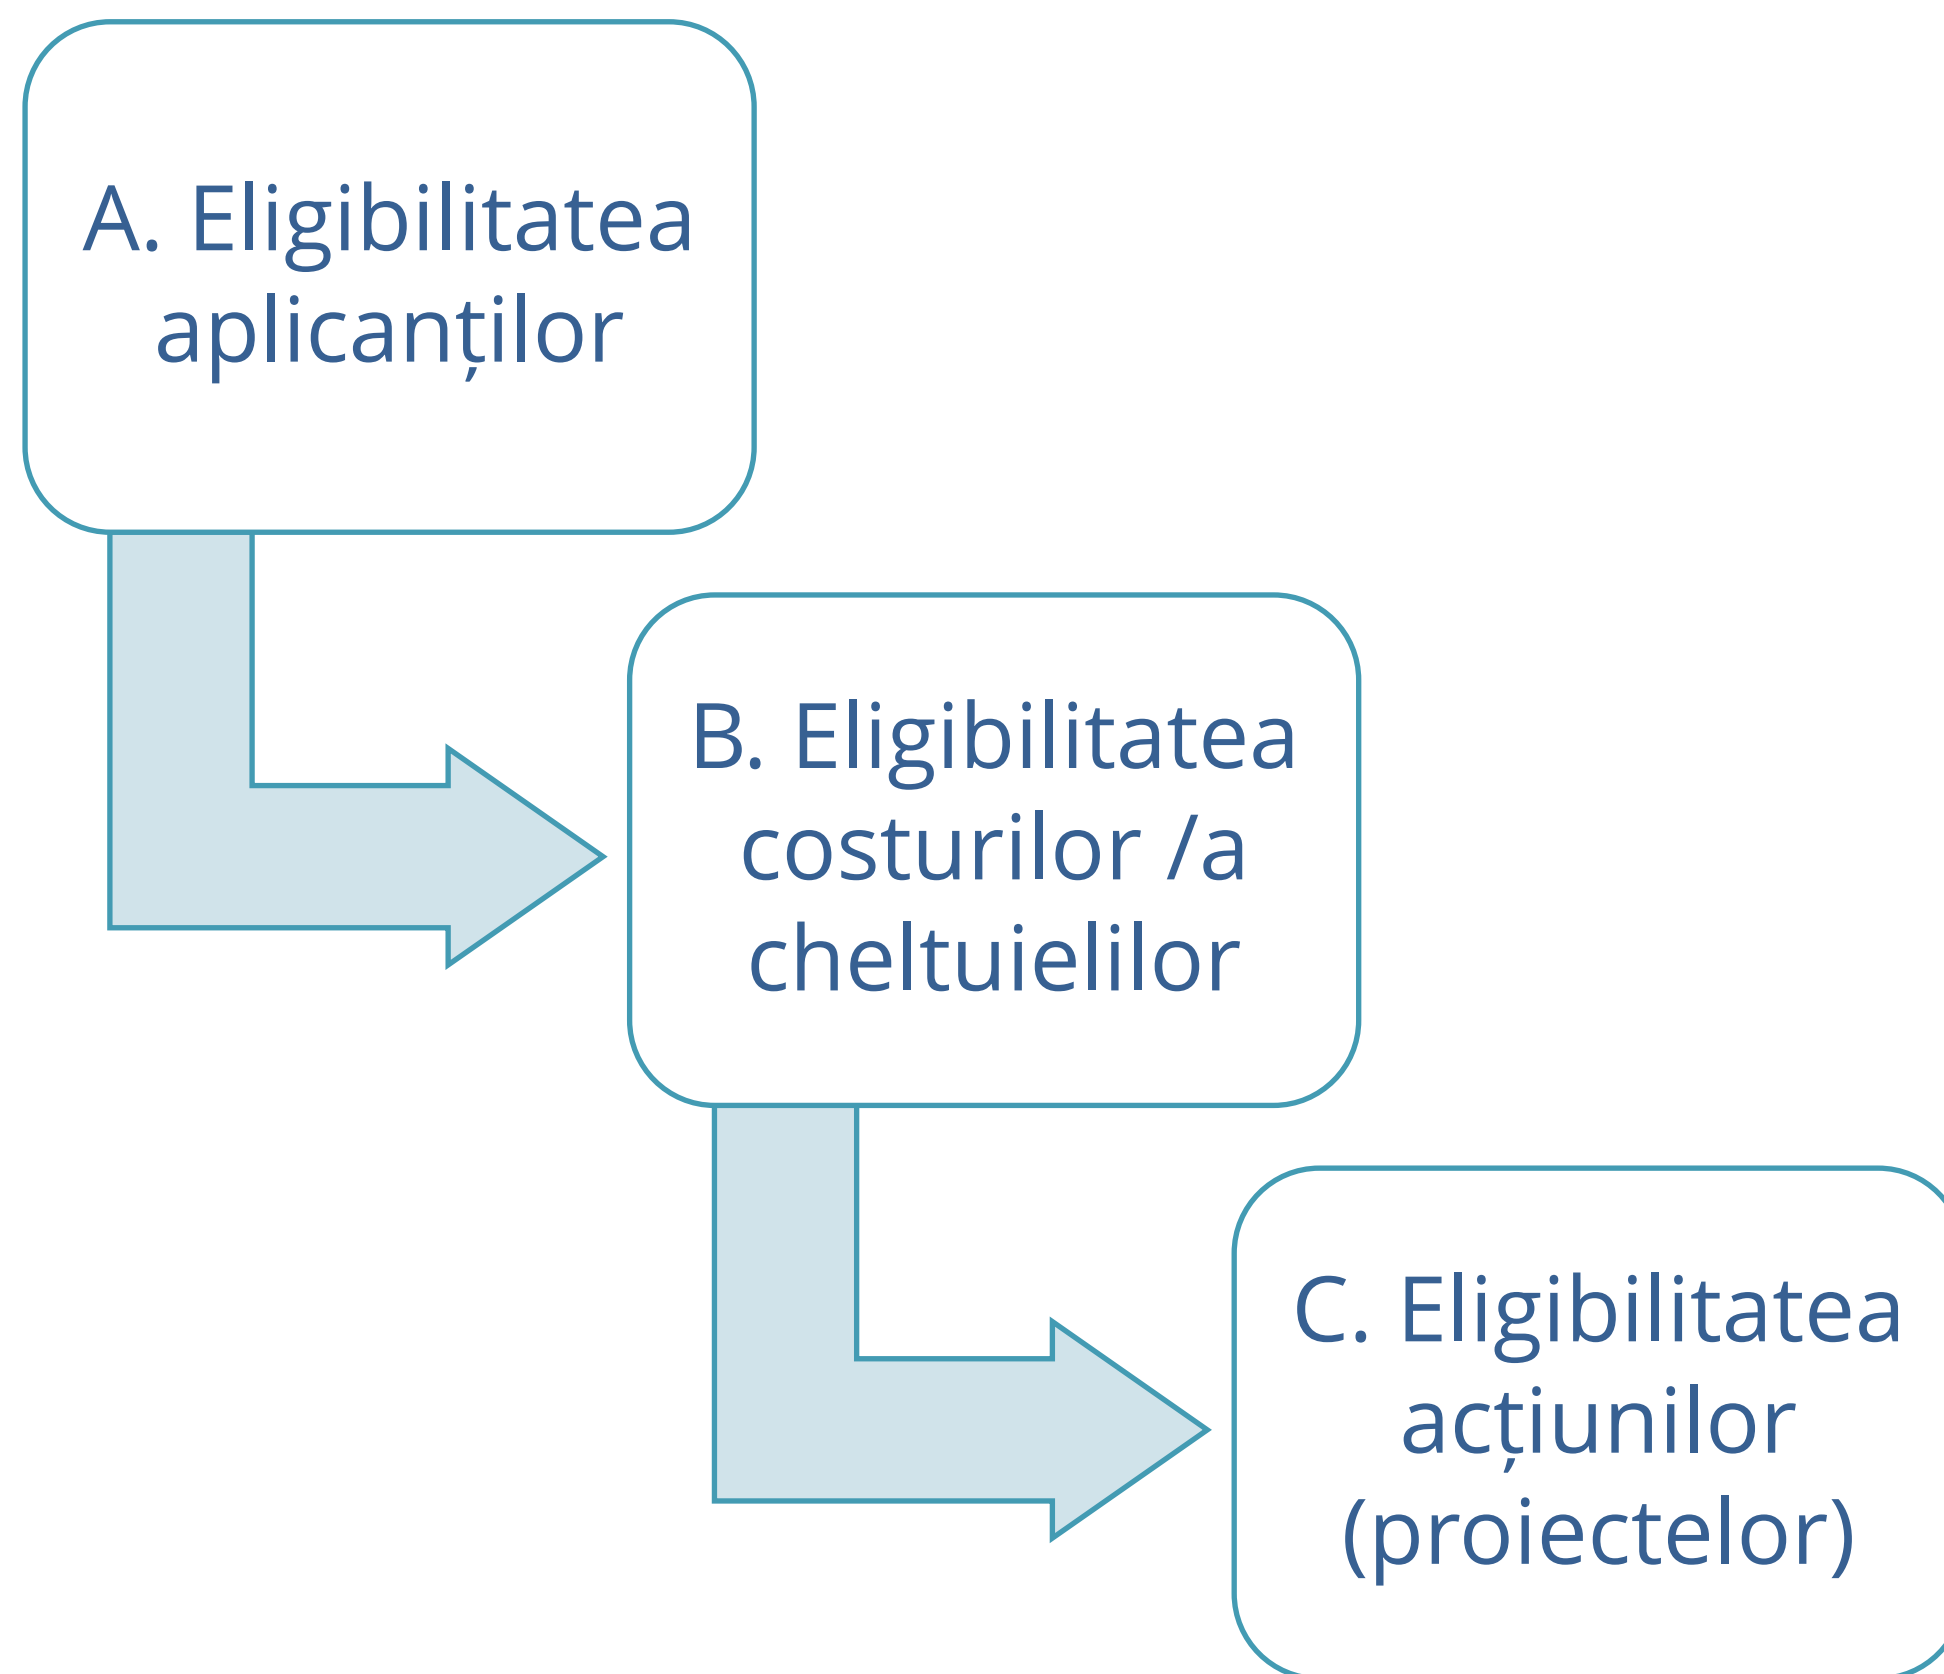 A. Eligibilitatea
aplicanților
B. Eligibilitatea
costurilor /a
cheltuielilor
C. Eligibilitatea
acțiunilor
(proiectelor)